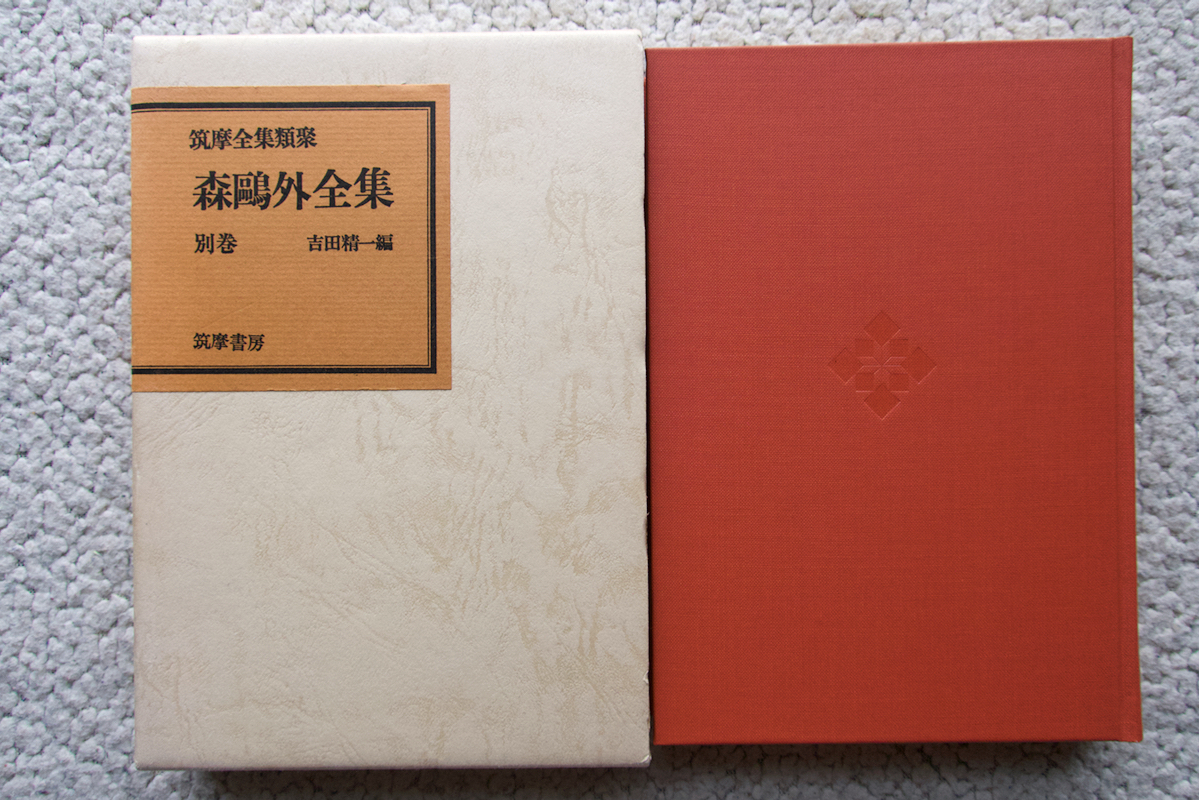 筑摩全集類聚
森鷗外全集
別巻 吉田精一編
筑摩書房